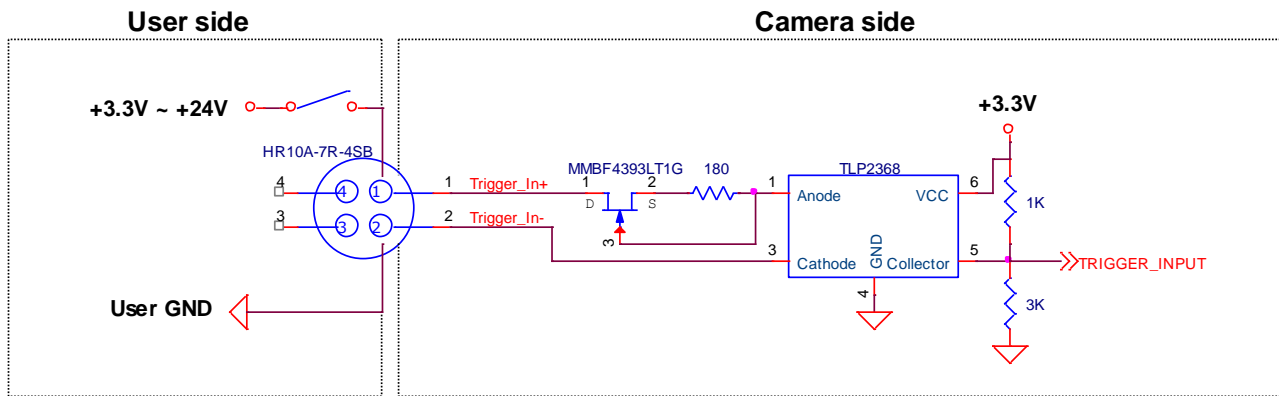 User side
Camera side
+3.3V ~ +24V
+3.3V
HR10A-7R-4SB
MMBF4393LT1G
180
TLP2368
4
4
1
1
Trigger_In+
1
2
D
S
3
1
Anode
VCC
6
1K
3
3
2
2
Trigger_In-
3
Cathode
GND
Collector
5
TRIGGER_INPUT
4
User GND
3K